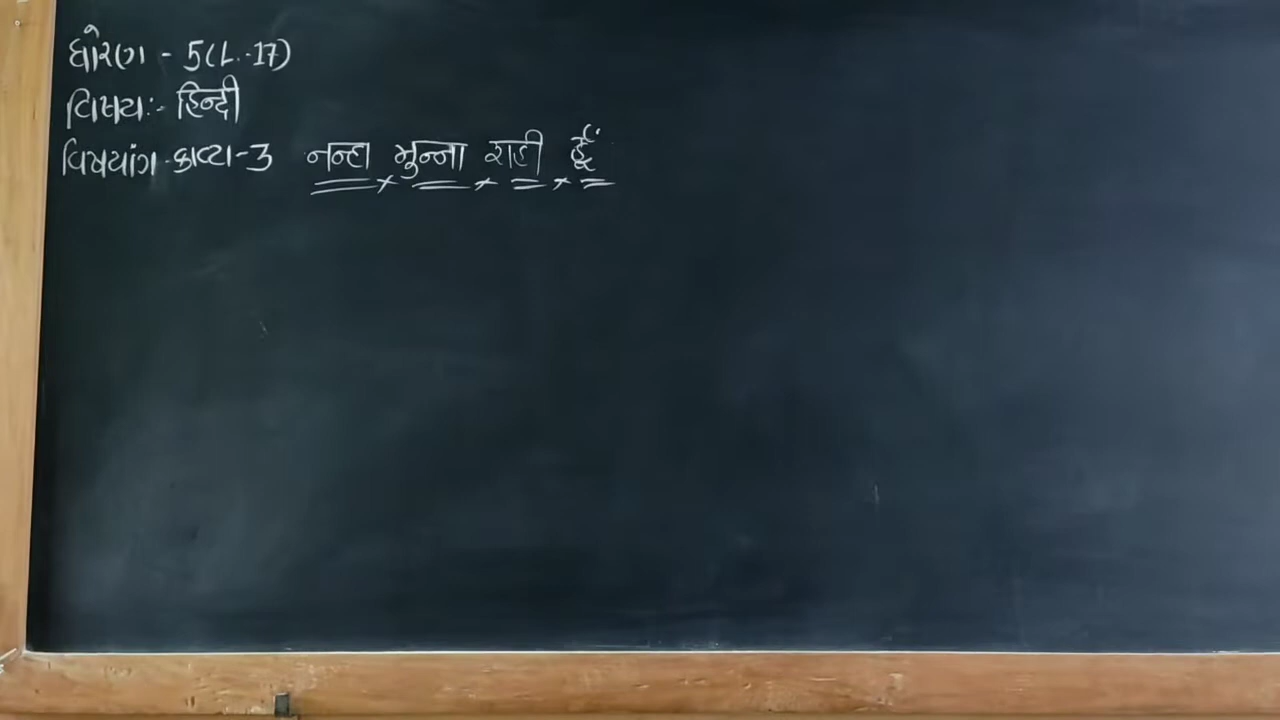 ધોરણ - 5 (L.-17)
વિષય:- हिन्दी
વિષયાંગ - કાવ્ય-3 नन्हा मुन्ना राही हूँ